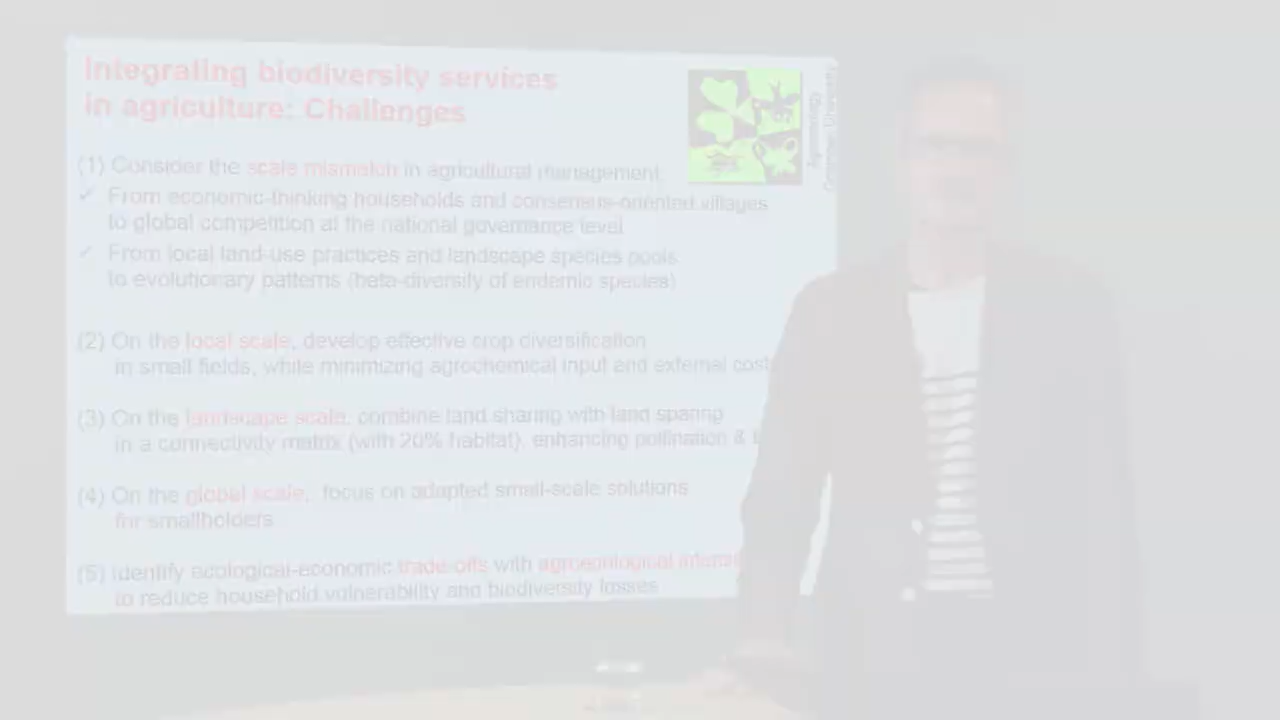 Integrating biodiversity services
in agriculture: Challenges
Agroecology
(1) Consider the scale mismatch in agricultural management
✓ From economic-thinking households and consensus-oriented villages
to global competition at the national governance level
✓ From local land-use practices and landscape species pools
to evolutionary patterns (beta-diversity of endemic species)
(2) On the local scale, develop effective crop diversification
in small fields, while minimizing agrochemical input and external cost
(3) On the landscape scale, combine land sharing with land sparing
in a connectivity matrix (with 20% habitat), enhancing pollination &
(4) On the global scale, focus on adapted small-scale solutions
for smallholders
(5) Identify ecological-economic trade-offs with agroecological
to reduce household vulnerability and biodiversity losses